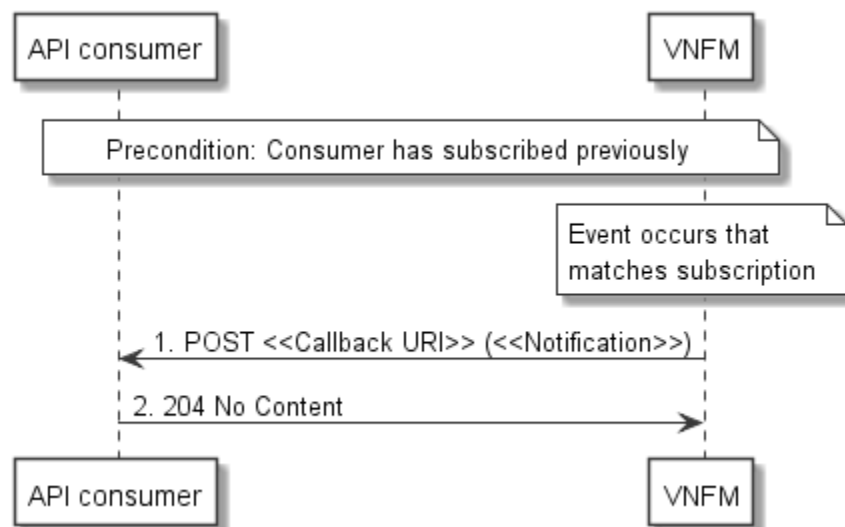 API consumer
VNFM
Precondition: Consumer has subscribed previously
Event occurs that
matches subscription
1. POST <<Callback URI>> (<<Notification>>)
2. 204 No Content
API consumer
VNFM